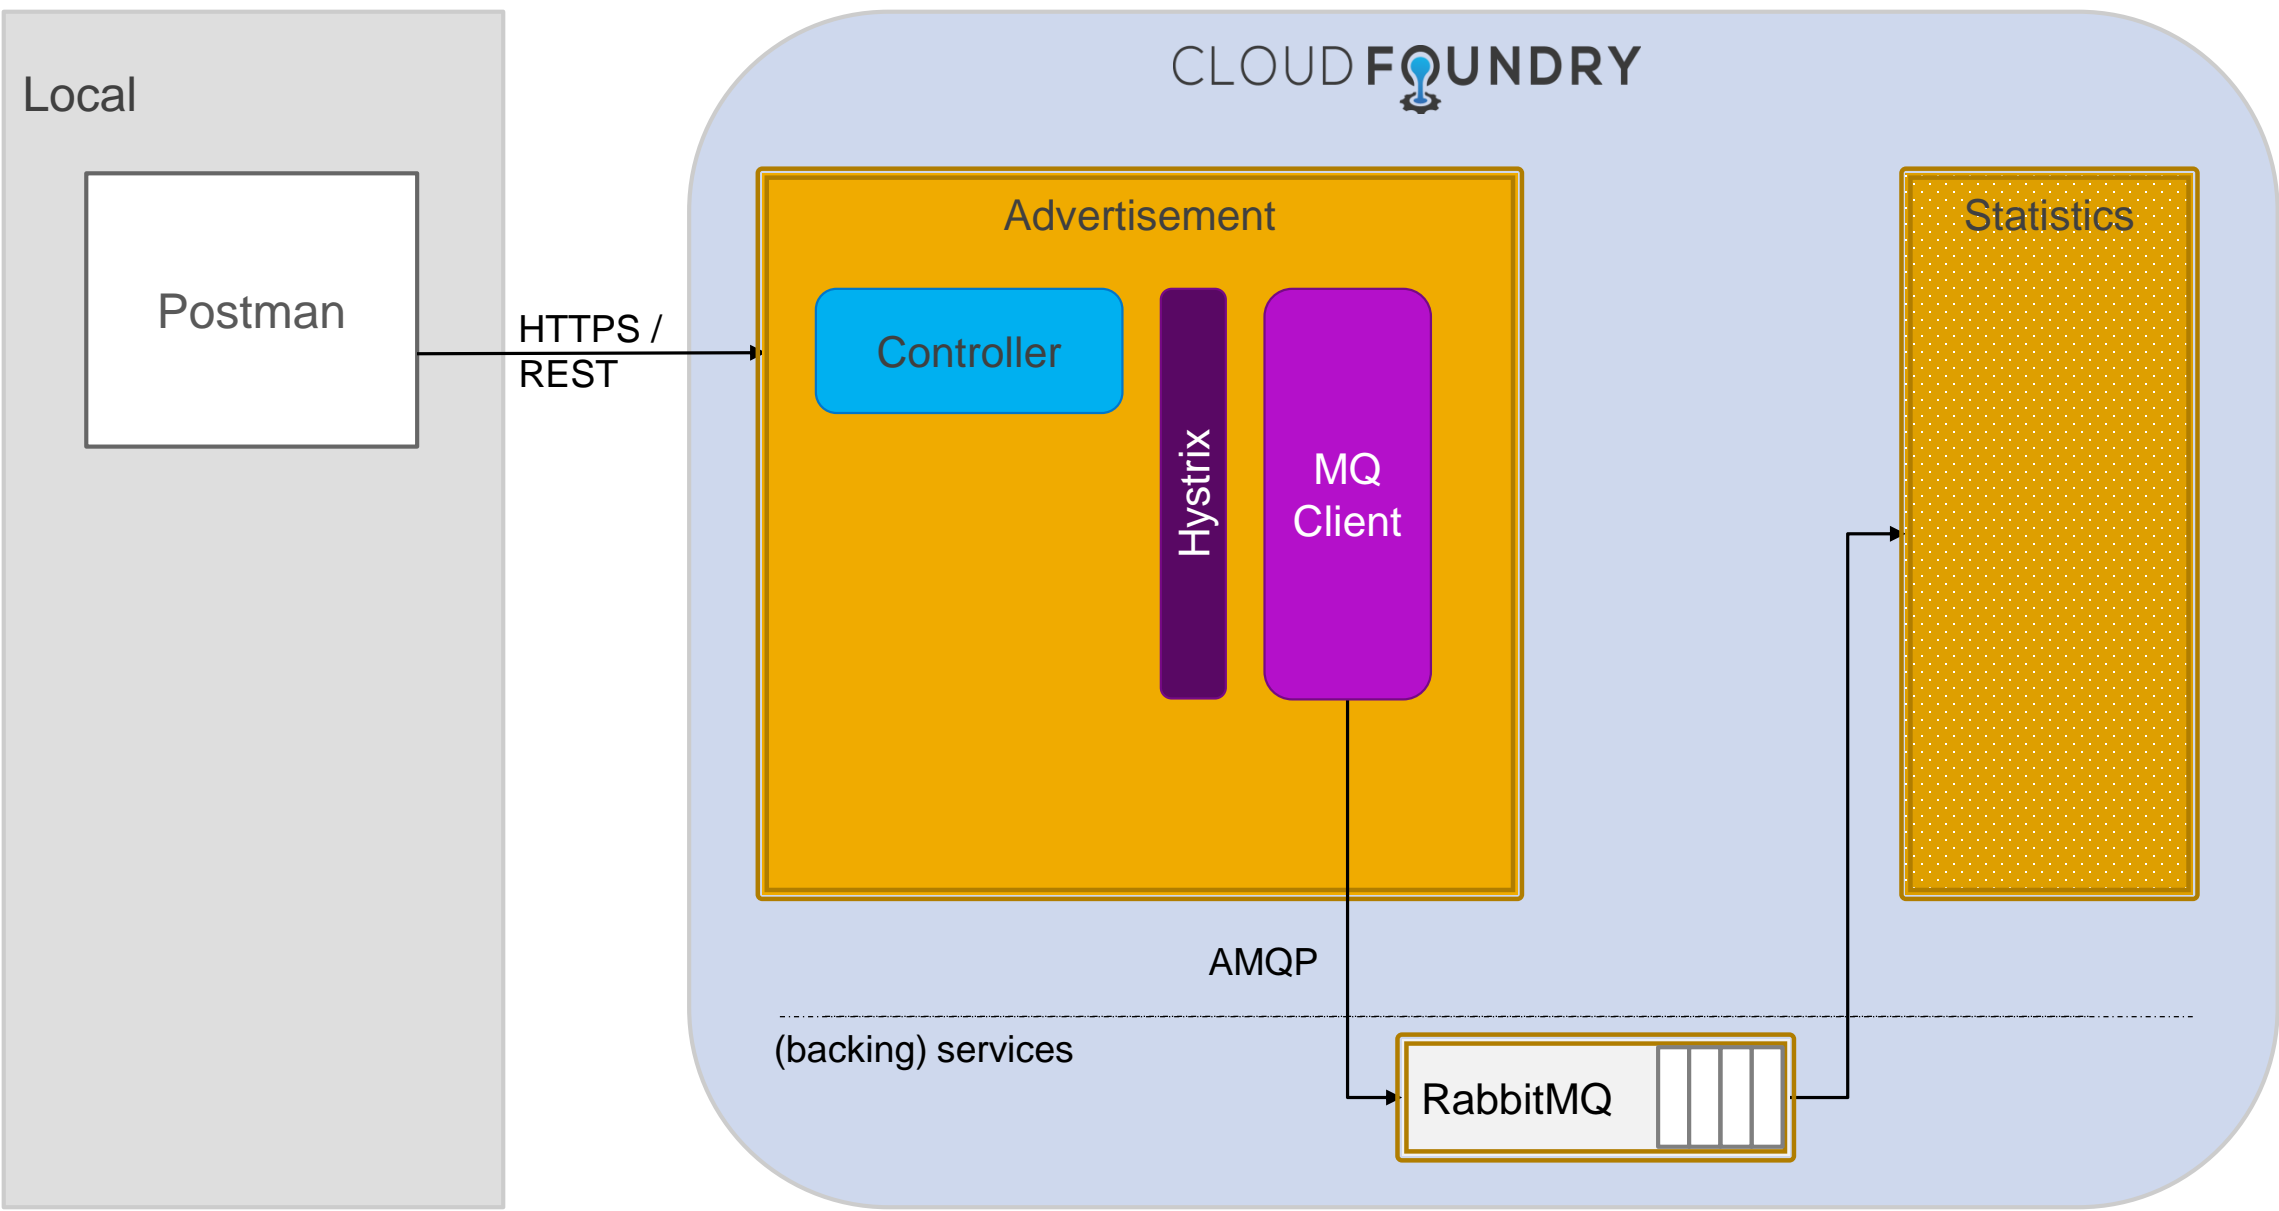 Local
CLOUD FOUNDRY
Postman
HTTPS /
REST
Advertisement
Controller
Hystrix
MQ
Client
Statistics
AMQP
(backing) services
RabbitMQ